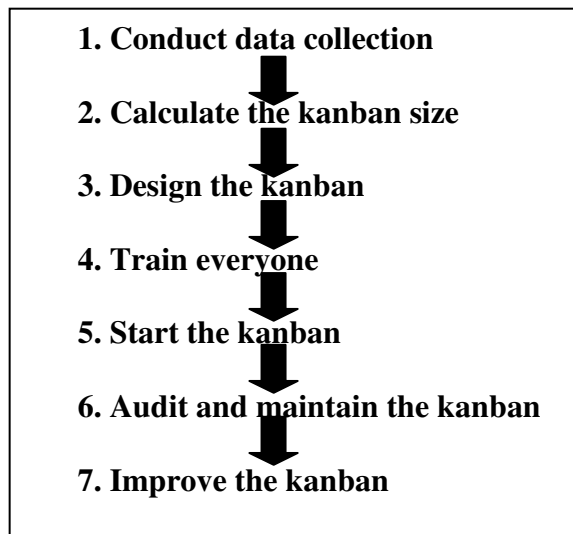 1. Conduct data collection
2. Calculate the kanban size
3. Design the kanban
4. Train everyone
5. Start the kanban
6. Audit and maintain the kanban
7. Improve the kanban